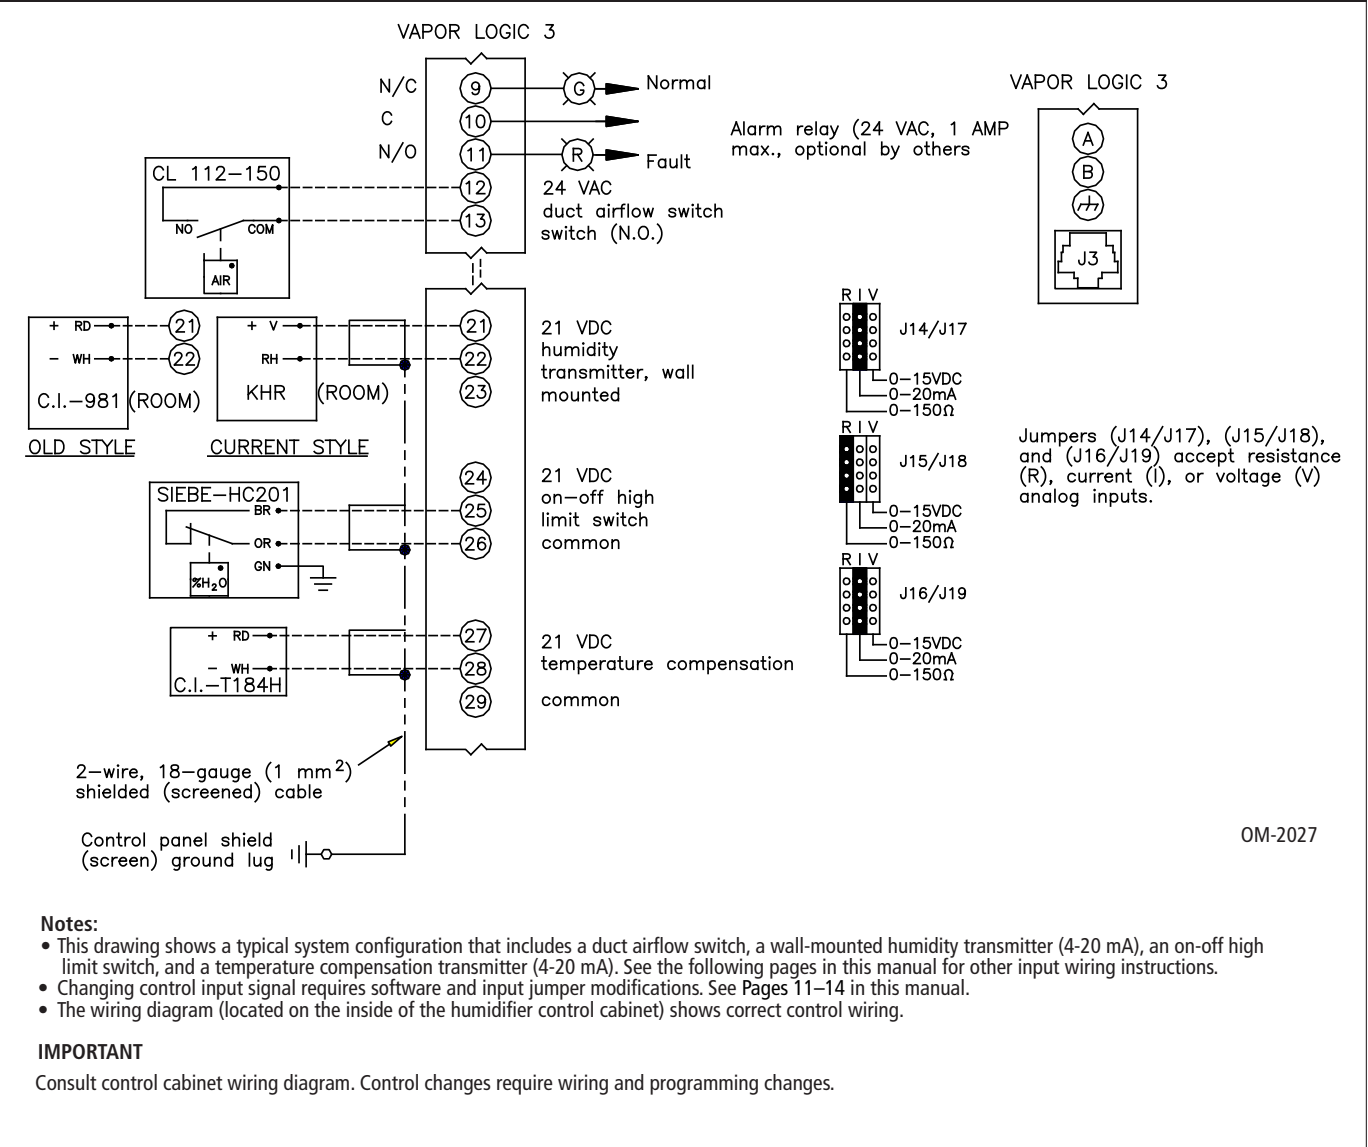 VAPOR LOGIC 3
N/C 9 G Normal
C 10
N/O 11 R Fault
Alarm relay (24 VAC, 1 AMP
max., optional by others
CL 112-150
NO COM
AIR
12
13
24 VAC
duct airflow switch
switch (N.O.)
VAPOR LOGIC 3
A
B
J3
+ RD 21
- WH 22
C.I.-981 (ROOM)
OLD STYLE
+ V
RH
KHR (ROOM)
CURRENT STYLE
21
22
23
21 VDC
humidity
transmitter, wall
mounted
SIEBE-HC201
BR
OR
GN
%H2O
24
25
26
21 VDC
on-off high
limit switch
common
+ RD
- WH
C.I.-T184H
27
28
29
21 VDC
temperature compensation
common
R I V
J14/J17
0-15VDC
0-20mA
0-150Ω
R I V
J15/J18
0-15VDC
0-20mA
0-150Ω
R I V
J16/J19
0-15VDC
0-20mA
0-150Ω
Jumpers (J14/J17), (J15/J18),
and (J16/J19) accept resistance
(R), current (I), or voltage (V)
analog inputs.
2-wire, 18-gauge (1 mm2)
shielded (screened) cable
Control panel shield
(screen) ground lug
OM-2027
Notes:
• This drawing shows a typical system configuration that includes a duct airflow switch, a wall-mounted humidity transmitter (4-20 mA), an on-off high
limit switch, and a temperature compensation transmitter (4-20 mA). See the following pages in this manual for other input wiring instructions.
• Changing control input signal requires software and input jumper modifications. See Pages 11–14 in this manual.
• The wiring diagram (located on the inside of the humidifier control cabinet) shows correct control wiring.
IMPORTANT
Consult control cabinet wiring diagram. Control changes require wiring and programming changes.